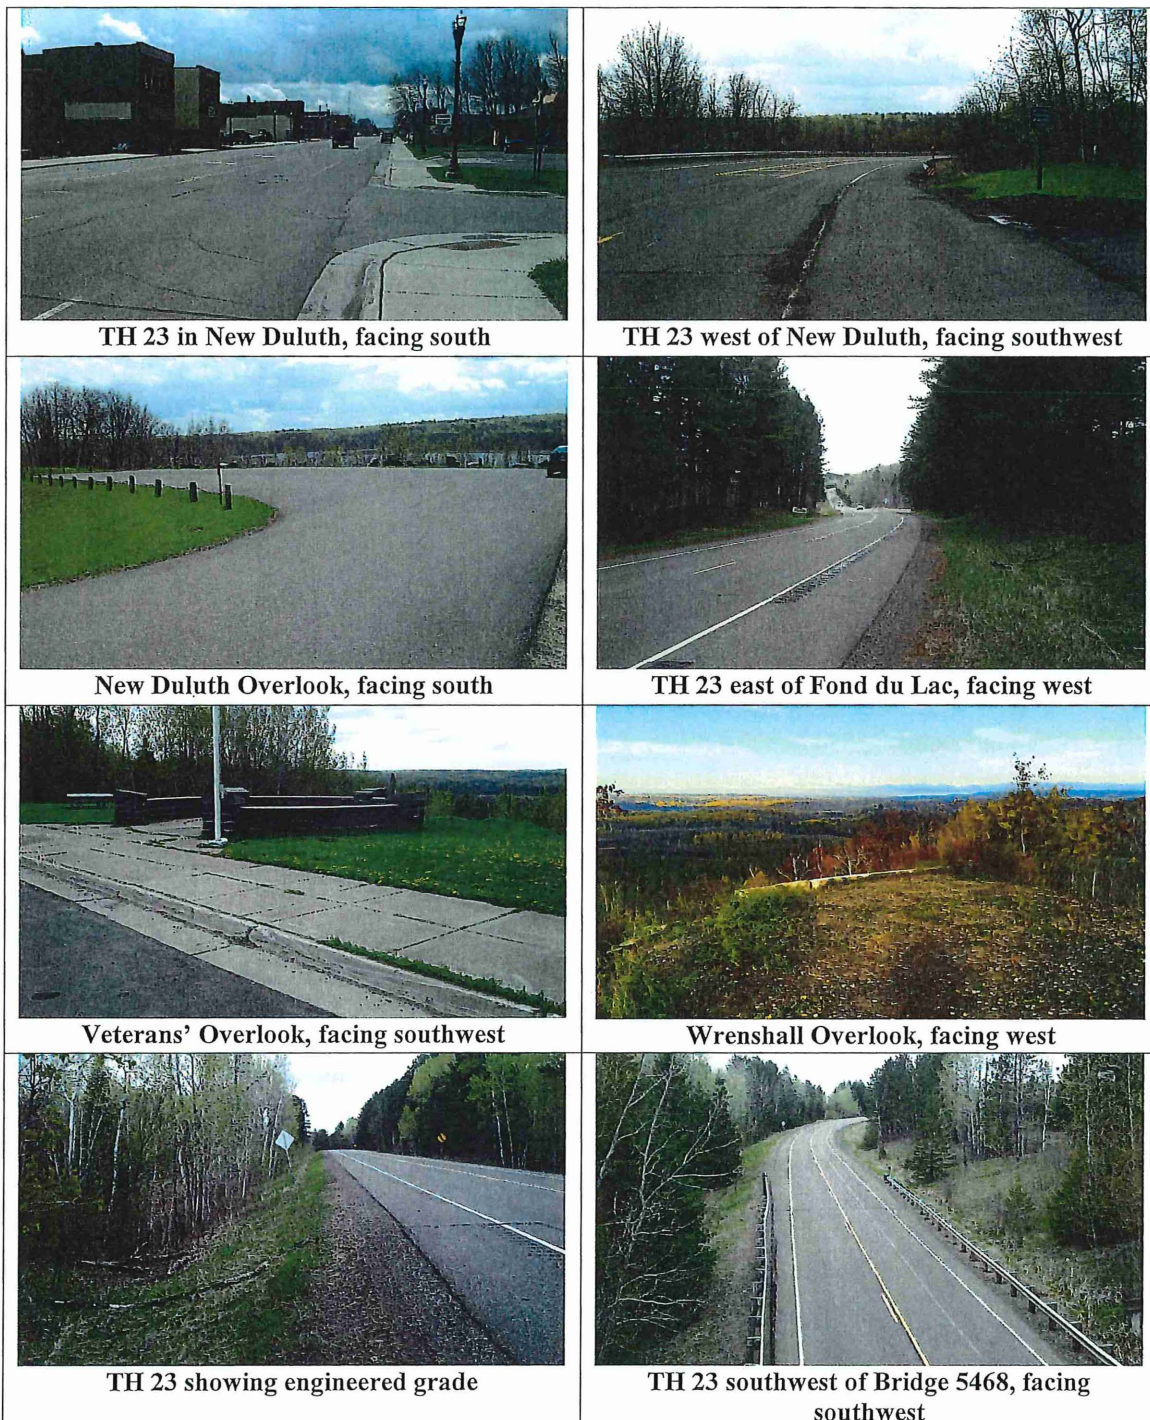 TH 23 in New Duluth, facing south
TH 23 west of New Duluth, facing southwest
New Duluth Overlook, facing south
TH 23 east of Fond du Lac, facing west
Veterans' Overlook, facing southwest
Wrenshall Overlook, facing west
TH 23 showing engineered grade
TH 23 southwest of Bridge 5468, facing
southwest